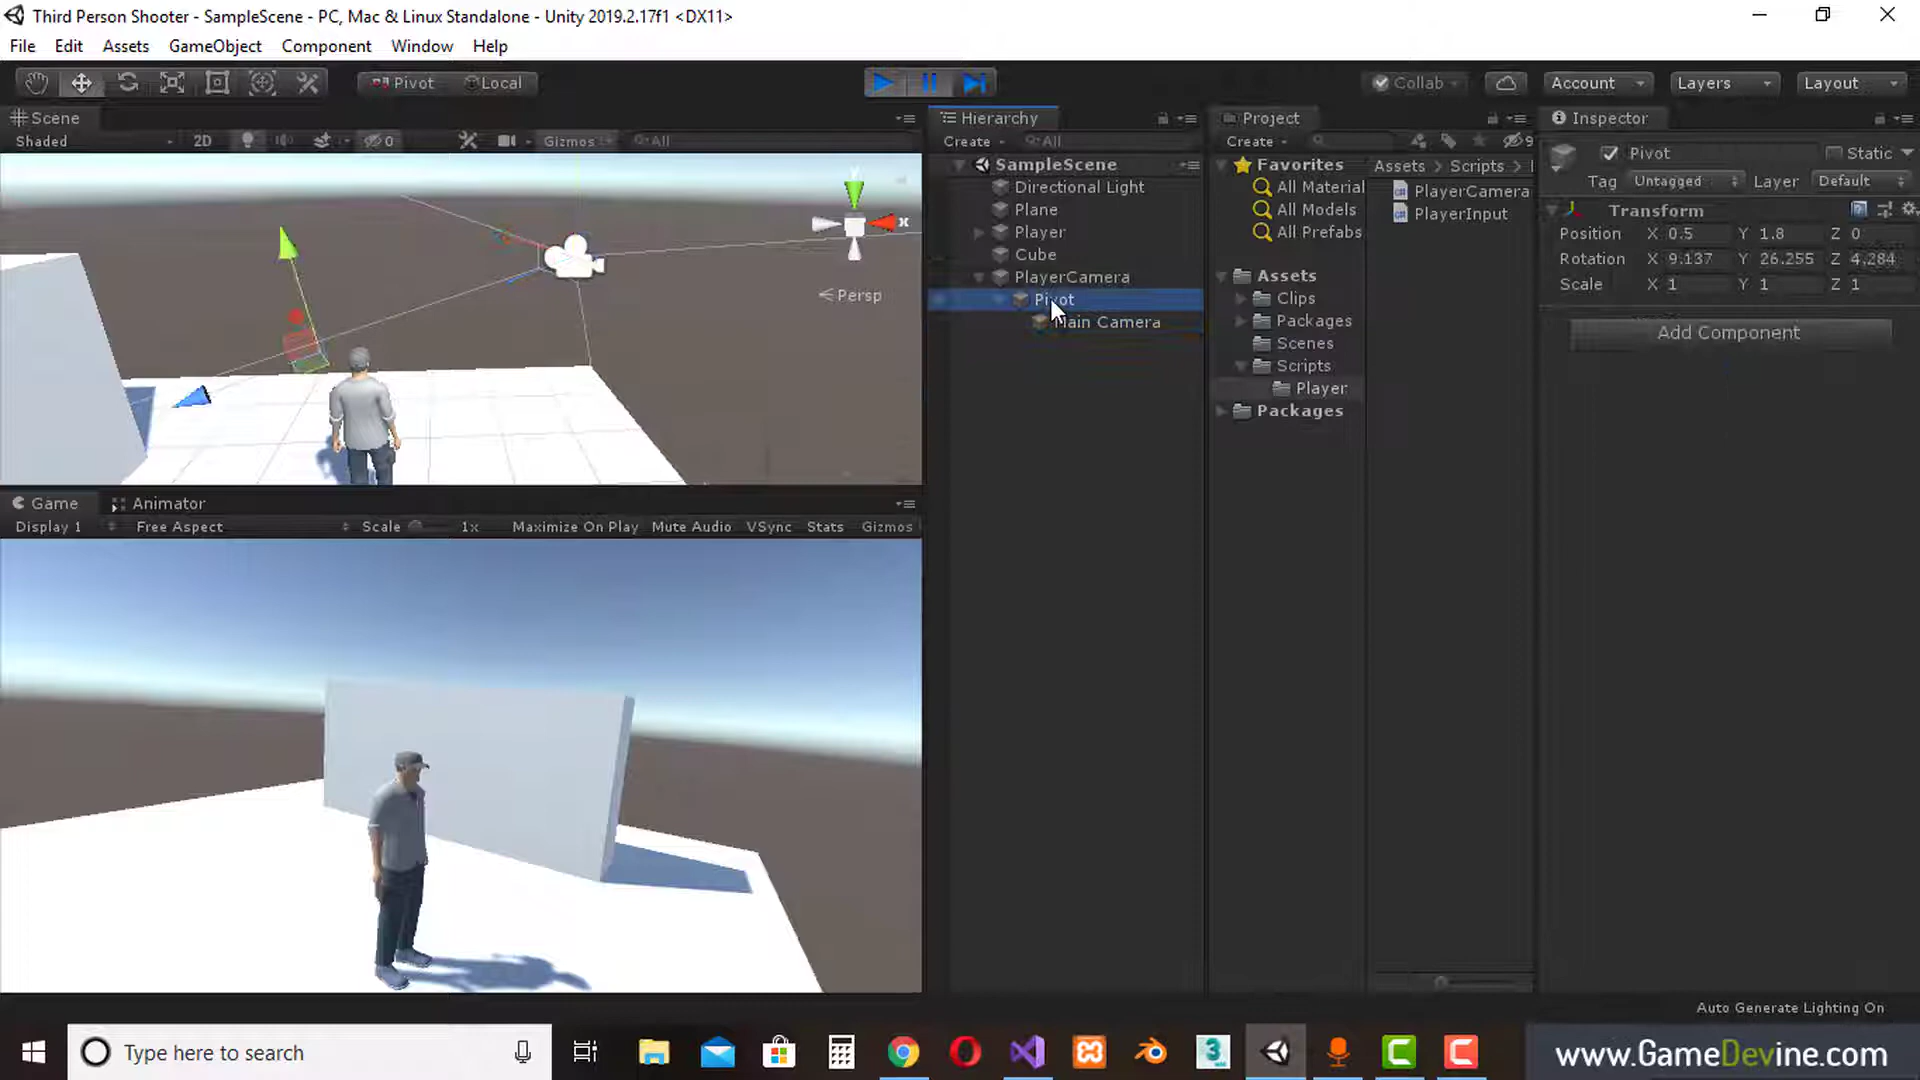 Third Person Shooter - SampleScene - PC, Mac & Linux Standalone - Unity 2019.2.17f1 <DX11>
File Edit Assets GameObject Component Window Help
Pivot Local Collab Account Layers Layout
Scene Hierarchy Project Inspector
Shaded 2D 0 Gizmos All Create All Create 9
SampleScene
Directional Light
Plane
Player
Cube
PlayerCamera
Pivot
Main Camera
Favorites
All Material
All Models
All Prefabs
Assets
Clips
Packages
Scenes
Scripts
Player
Packages
Assets > Scripts >
PlayerCamera
PlayerInput
Pivot Static
Tag Untagged Layer Default
Transform
Position X 0.5 Y 1.8 Z 0
Rotation X 9.137 Y 26.255 Z 4.284
Scale X 1 Y 1 Z 1
Add Component
x
Persp
Game Animator
Display 1 Free Aspect Scale 1x Maximize On Play Mute Audio VSync Stats Gizmos
Auto Generate Lighting On
Type here to search
3
www.GameDevine.com